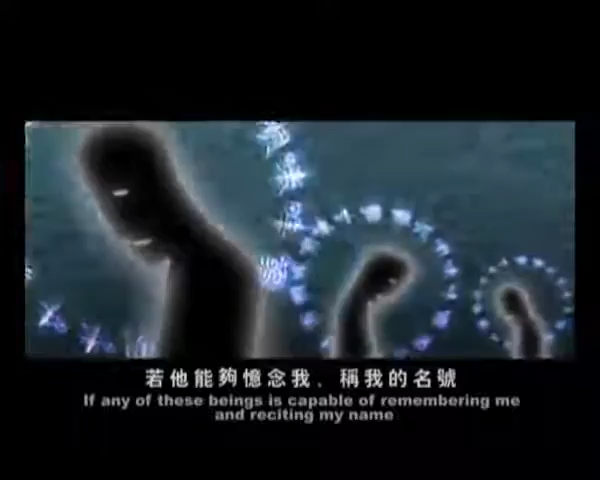 若他能夠憶念我、稱我的名號
If any of these beings is capable of remembering me
and reciting my name